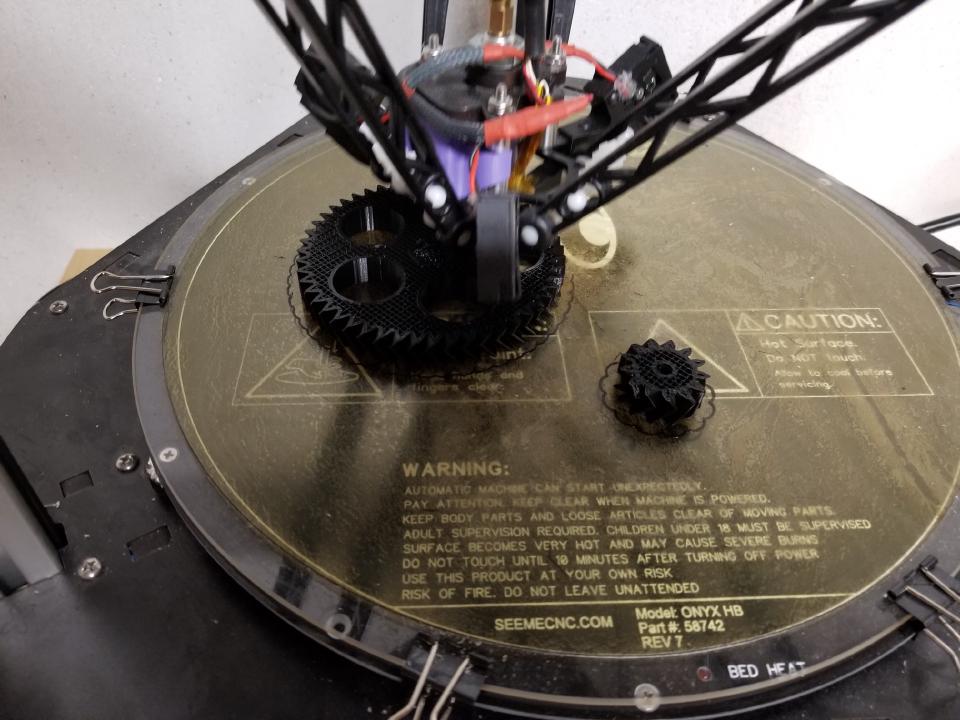 CAUTION:
Hot Surface.
Do NOT touch.
Allow to cool before
servicing.
and
fingers clear.
WARNING:
AUTOMATIC MACHINE CAN START UNEXPECTEDLY.
PAY ATTENTION. KEEP CLEAR WHEN MACHINE IS POWERED.
KEEP BODY PARTS AND LOOSE ARTICLES CLEAR OF MOVING PARTS.
ADULT SUPERVISION REQUIRED. CHILDREN UNDER 18 MUST BE SUPERVISED
SURFACE BECOMES VERY HOT AND MAY CAUSE SEVERE BURNS
DO NOT TOUCH UNTIL 10 MINUTES AFTER TURNING OFF POWER
USE THIS PRODUCT AT YOUR OWN RISK
RISK OF FIRE. DO NOT LEAVE UNATTENDED
SEEMECNC.COM
Model: ONYX HB
Part #: 58742
REV 7
BED HEAT